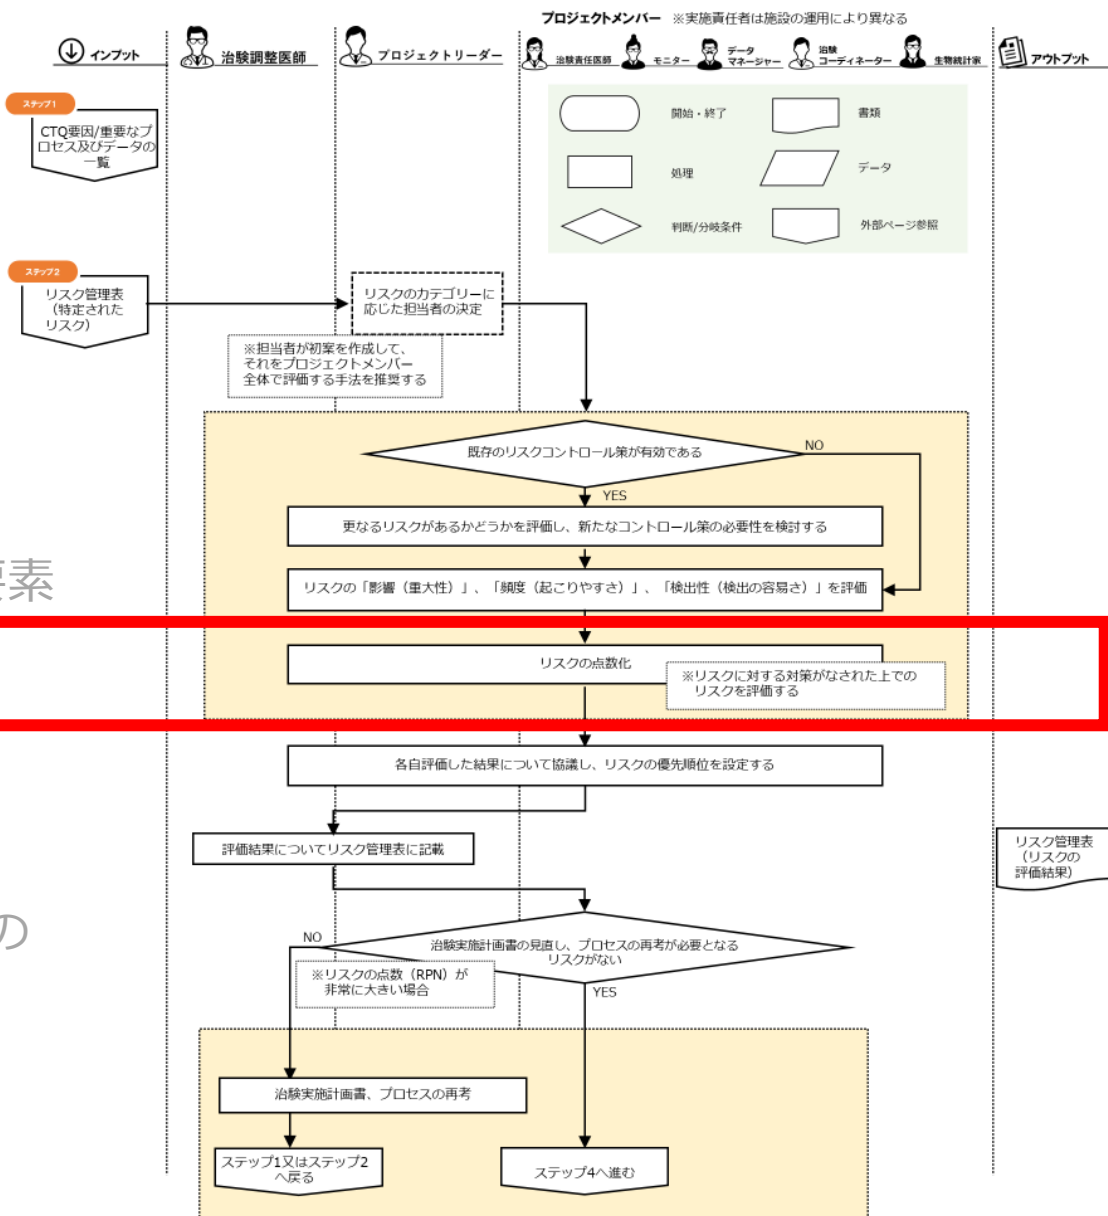 プロジェクトメンバー ※実施責任者は施設の運用により異なる
インプット
治験調整医師
プロジェクトリーダー
治験責任医師
モニター
データ
マネージャー
治験
コーディネーター
生物統計家
アウトプット
ステップ1
CTQ要因/重要なプ
ロセス及びデータの
一覧
開始・終了
書類
処理
データ
判断/分岐条件
外部ページ参照
ステップ2
リスク管理表
（特定された
リスク）
リスクのカテゴリーに
応じた担当者の決定
※担当者が初案を作成して、
それをプロジェクトメンバー
全体で評価する手法を推奨する
既存のリスクコントロール策が有効である
NO
YES
更なるリスクがあるかどうかを評価し、新たなコントロール策の必要性を検討する
要素
リスクの「影響（重大性）」、「頻度（起こりやすさ）」、「検出性（検出の容易さ）」を評価
リスクの点数化
※リスクに対する対策がなされた上での
リスクを評価する
各自評価した結果について協議し、リスクの優先順位を設定する
評価結果についてリスク管理表に記載
リスク管理表
（リスクの
評価結果）
の
NO
治験実施計画書の見直し、プロセスの再考が必要となる
リスクがない
※リスクの点数（RPN）が
非常に大きい場合
YES
治験実施計画書、プロセスの再考
ステップ1又はステップ2
へ戻る
ステップ4へ進む